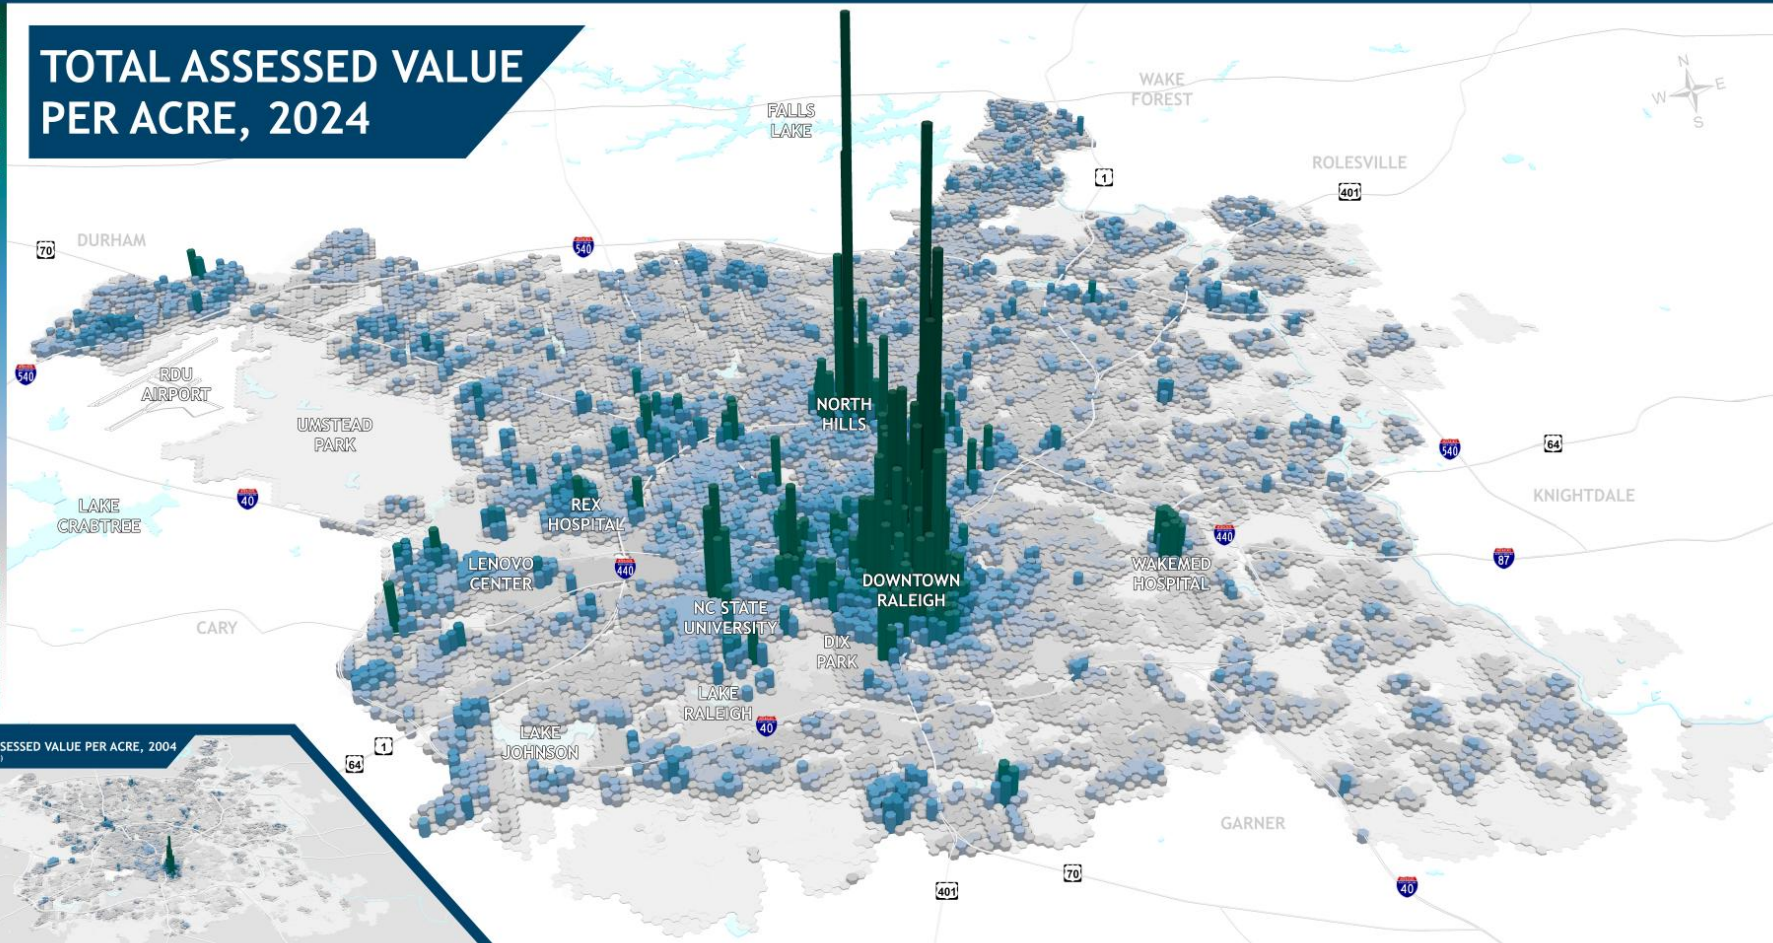 TOTAL ASSESSED VALUE
PER ACRE, 2024
N
W
E
S
FALLS
LAKE
WAKE
FOREST
ROLESVILLE
1
401
DURHAM
70
540
540
RDU
AIRPORT
UMSTEAD
PARK
NORTH
HILLS
540
64
LAKE
CRABTREE
40
REX
HOSPITAL
KNIGHTDALE
440
87
LENOVO
CENTER
440
WAKEMED
HOSPITAL
DOWNTOWN
RALEIGH
NC STATE
UNIVERSITY
CARY
DIX
PARK
LAKE
RALEIGH
40
LAKE
JOHNSON
1
64
VALUE PER ACRE, 2004
GARNER
70
401
40